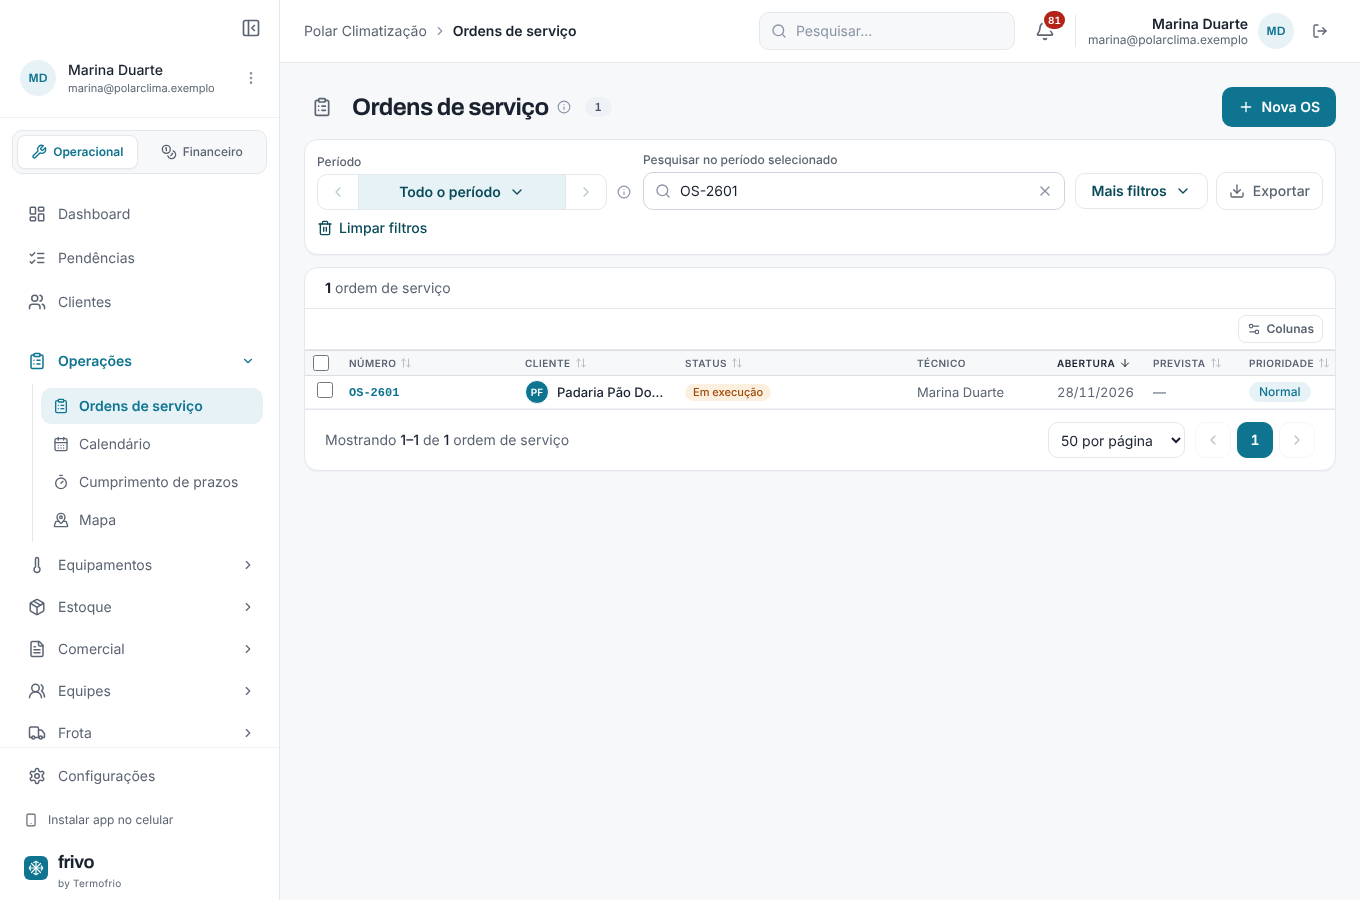 MD
Marina Duarte
marina@polarclima.exemplo
Operacional
Financeiro
Dashboard
Pendências
Clientes
Operações
Ordens de serviço
Calendário
Cumprimento de prazos
Mapa
Equipamentos
Estoque
Comercial
Equipes
Frota
Configurações
Instalar app no celular
frivo
by Termofrio
Polar Climatização > Ordens de serviço
Pesquisar...
81
Marina Duarte
marina@polarclima.exemplo
MD
Ordens de serviço 1
Nova OS
Período
Todo o período
Pesquisar no período selecionado
OS-2601
Mais filtros
Exportar
Limpar filtros
1 ordem de serviço
Colunas
NÚMERO CLIENTE STATUS TÉCNICO ABERTURA PREVISTA PRIORIDADE
OS-2601 PF Padaria Pão Do... Em execução Marina Duarte 28/11/2026 — Normal
Mostrando 1–1 de 1 ordem de serviço
50 por página
1